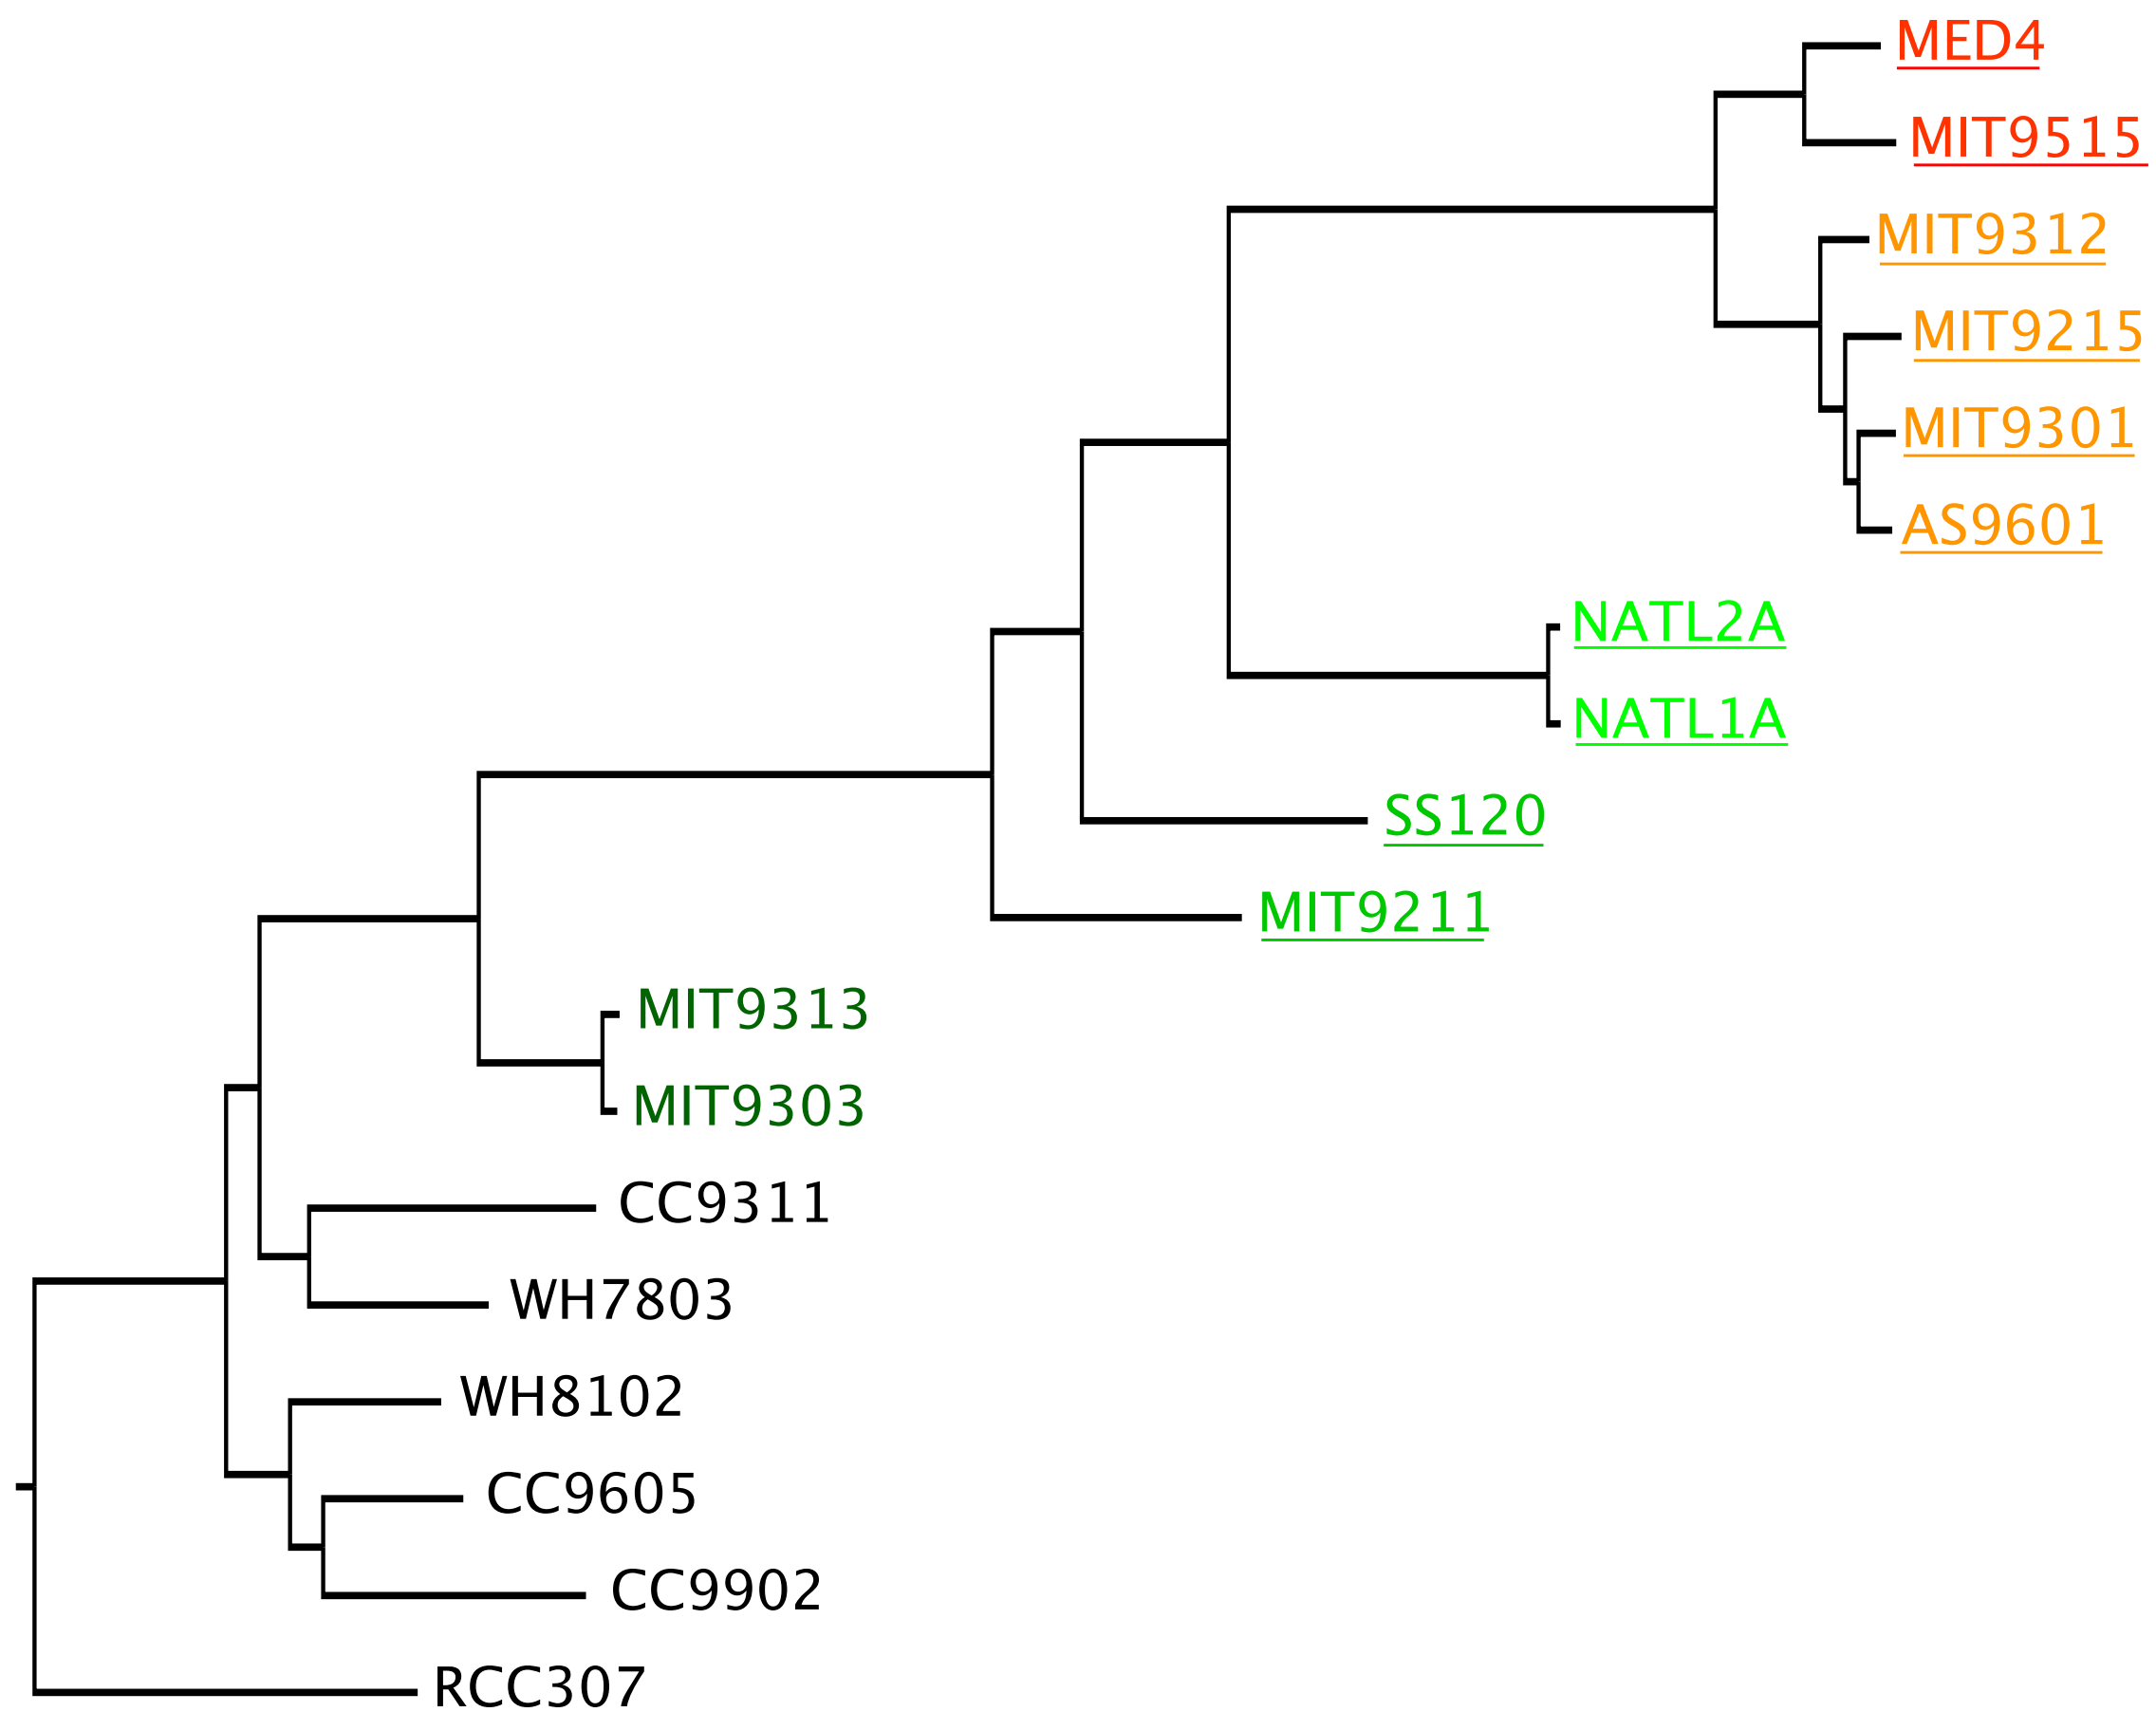 MED4
MIT9515
MIT9312
MIT9215
MIT9301
AS9601
NATL2A
NATL1A
SS120
MIT9211
MIT9313
MIT9303
CC9311
WH7803
WH8102
CC9605
CC9902
RCC307